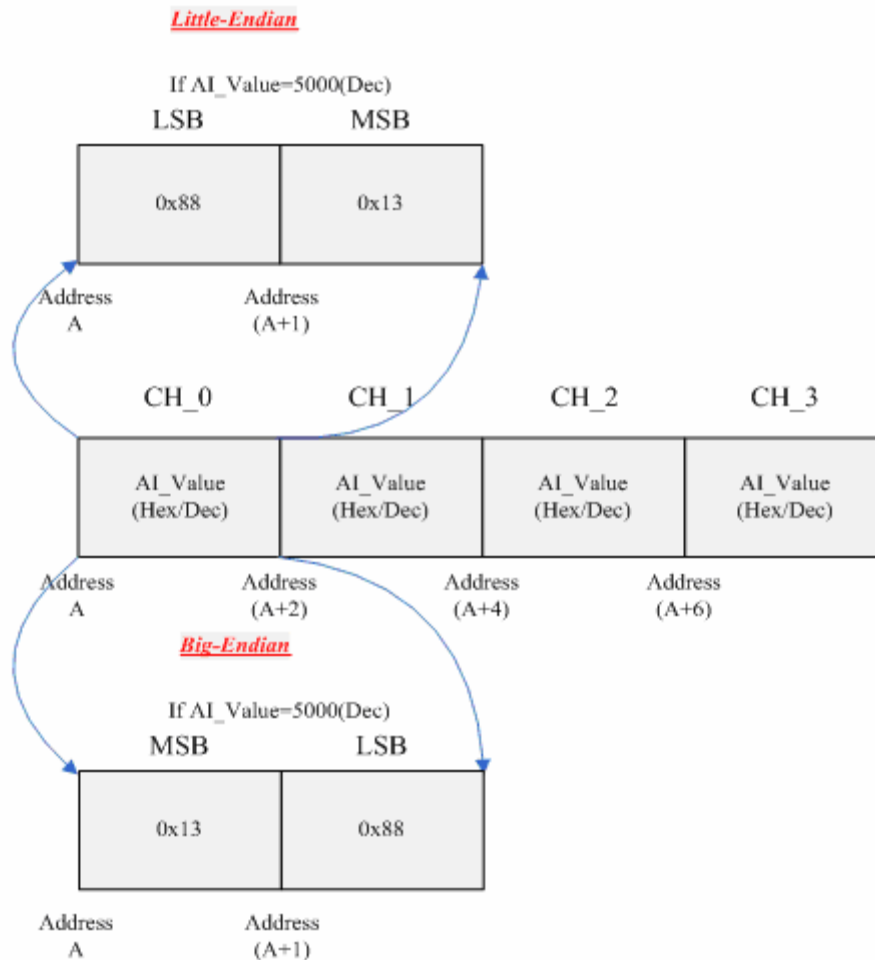 Little-Endian
If AI_Value=5000(Dec)
LSB MSB
0x88 0x13
Address Address
A (A+1)
CH_0 CH_1 CH_2 CH_3
AI_Value AI_Value AI_Value AI_Value
(Hex/Dec) (Hex/Dec) (Hex/Dec) (Hex/Dec)
Address Address Address Address
A (A+2) (A+4) (A+6)
Big-Endian
If AI_Value=5000(Dec)
MSB LSB
0x13 0x88
Address Address
A (A+1)